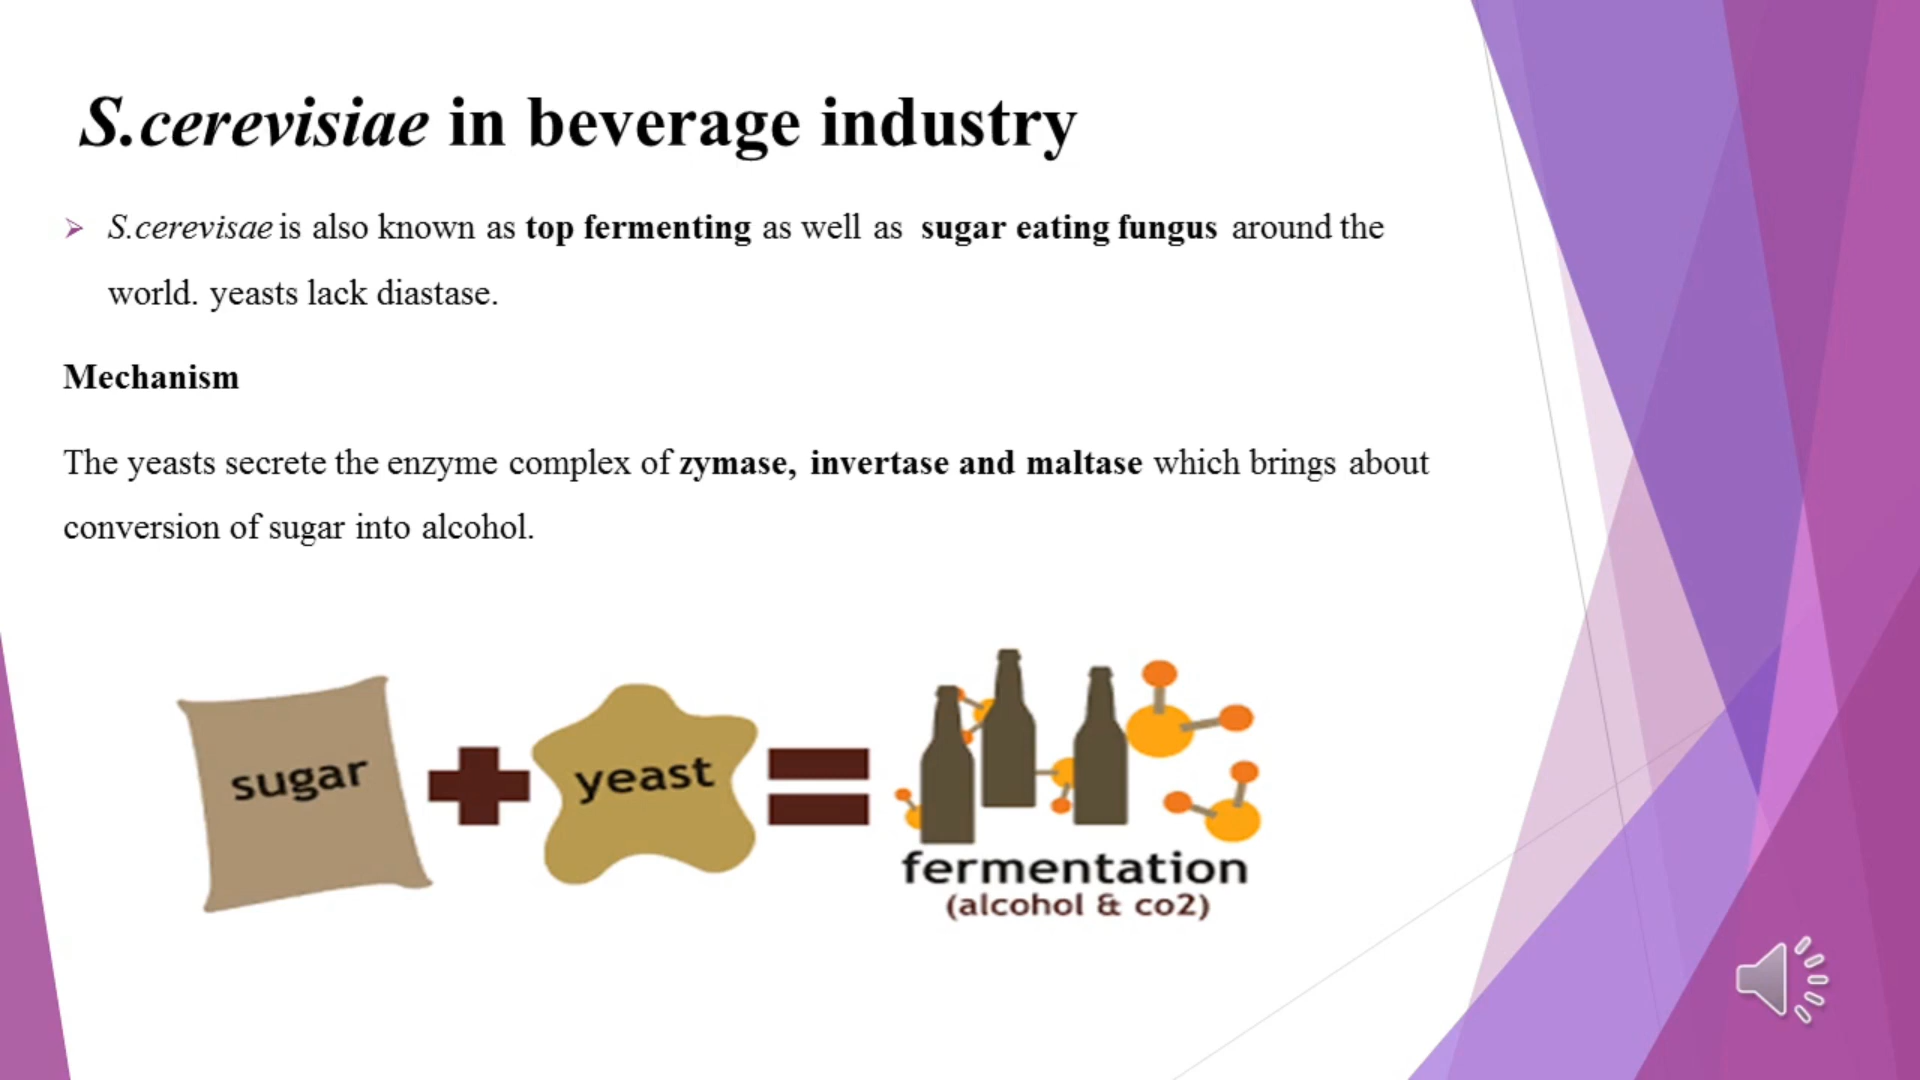 S.cerevisiae in beverage industry
S.cerevisae is also known as top fermenting as well as sugar eating fungus around the
world. yeasts lack diastase.
Mechanism
The yeasts secrete the enzyme complex of zymase, invertase and maltase which brings about
conversion of sugar into alcohol.
sugar
yeast
fermentation
(alcohol & co2)